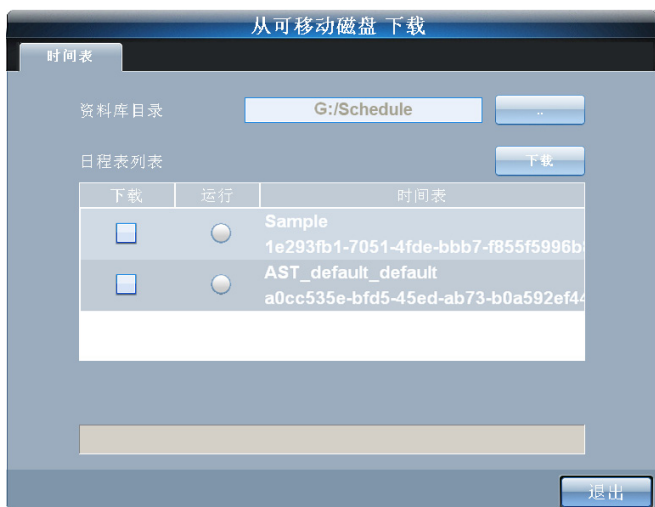 从可移动磁盘 下载
时间表
资料库目录 G:/Schedule ..
日程表列表 下载
下载 运行 时间表
Sample
1e293fb1-7051-4fde-bbb7-f855f5996b
AST_default_default
a0cc535e-bfd5-45ed-ab73-b0a592ef44
退出